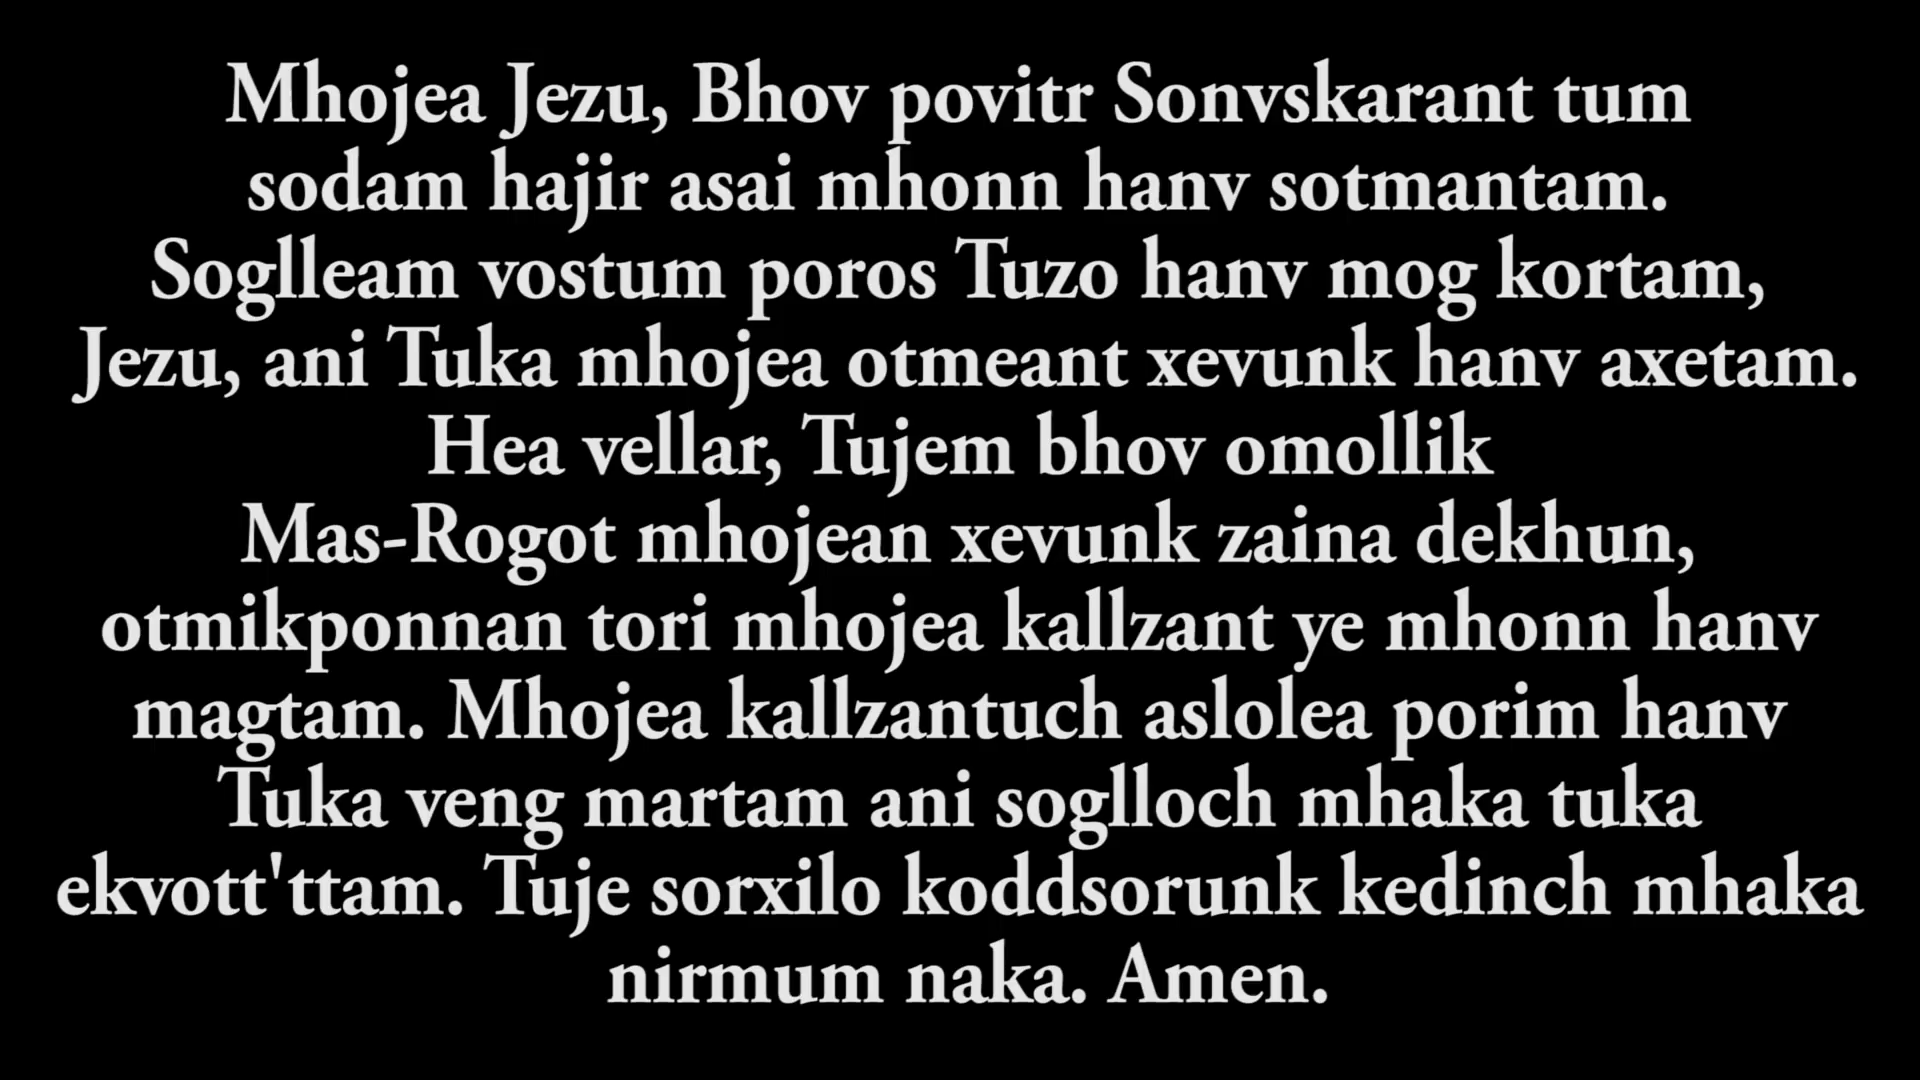 Mhojea Jezu, Bhov povitr Sonvskarant tum
sodam hajir asai mhonn hanv sotmantam.
Soglleam vostum poros Tuzo hanv mog kortam,
Jezu, ani Tuka mhojea otmeant xevunk hanv axetam.
Hea vellar, Tujem bhov omollik
Mas-Rogot mhojean xevunk zaina dekhun,
otmikponnan tori mhojea kallzant ye mhonn hanv
magtam. Mhojea kallzantuch aslolea porim hanv
Tuka veng martam ani soglloch mhaka tuka
ekvott'ttam. Tuje sorxilo koddsorunk kedinch mhaka
nirmum naka. Amen.